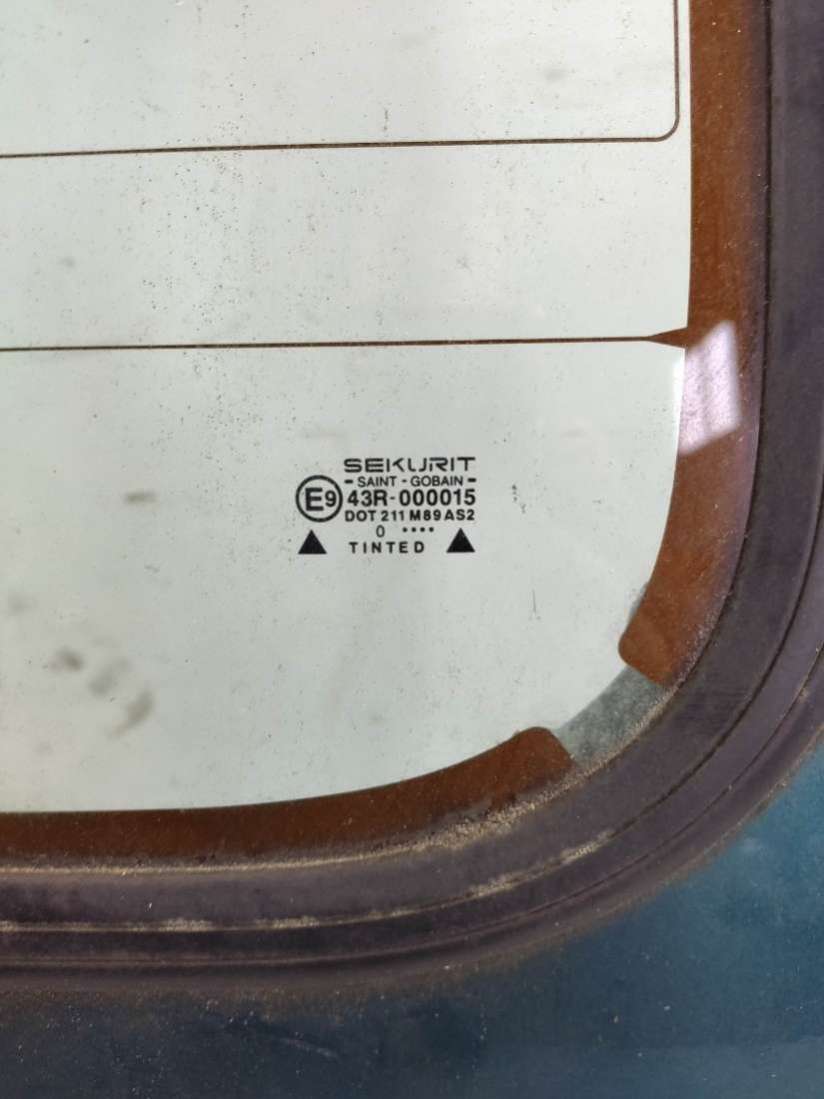 SEKURIT
- SAINT - GOBAIN -
E9 43R-000015
DOT 211 M89 AS2
0 ····
TINTED